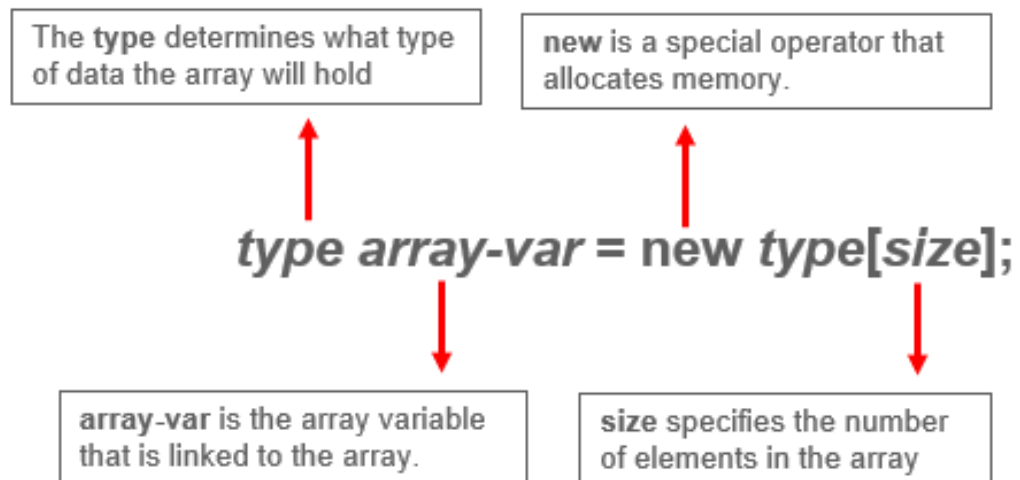 The type determines what type
of data the array will hold
new is a special operator that
allocates memory.
type array-var = new type[size];
array-var is the array variable
that is linked to the array.
size specifies the number
of elements in the array